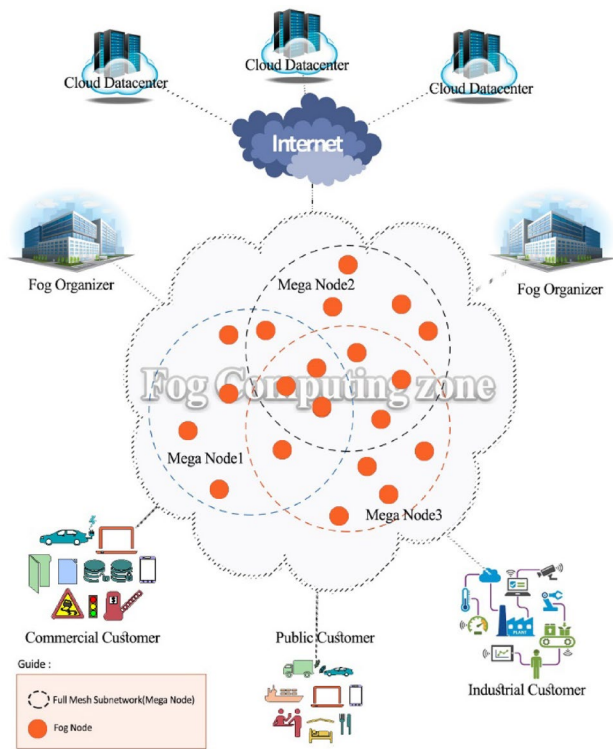 Cloud Datacenter
Cloud Datacenter
Cloud Datacenter
Internet
Fog Organizer
Fog Organizer
Mega Node2
Fog Computing zone
Mega Node1
Mega Node3
Commercial Customer
Public Customer
PLANT
Industrial Customer
Guide :
Full Mesh Subnetwork(Mega Node)
Fog Node